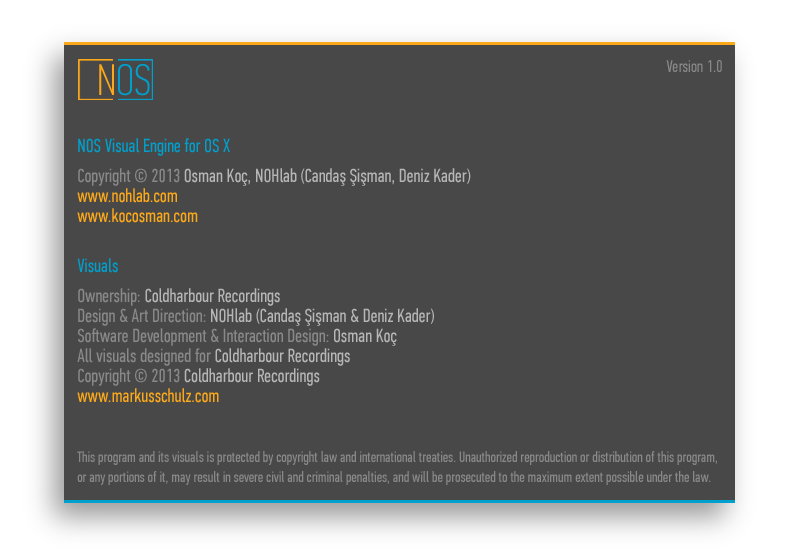 NOS
Version 1.0
NOS Visual Engine for OS X
Copyright © 2013 Osman Koç, NOHlab (Candaş Şişman, Deniz Kader)
www.nohlab.com
www.kocosman.com
Visuals
Ownership: Coldharbour Recordings
Design & Art Direction: NOHlab (Candaş Şişman & Deniz Kader)
Software Development & Interaction Design: Osman Koç
All visuals designed for Coldharbour Recordings
Copyright © 2013 Coldharbour Recordings
www.markusschulz.com
This program and its visuals is protected by copyright law and international treaties. Unauthorized reproduction or distribution of this program,
or any portions of it, may result in severe civil and criminal penalties, and will be prosecuted to the maximum extent possible under the law.